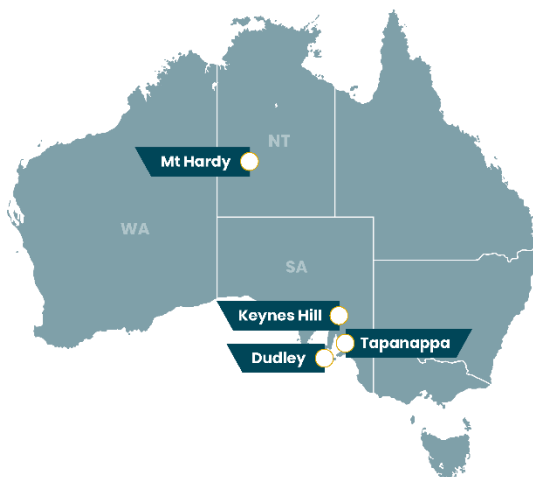 NT
Mt Hardy
WA
SA
Keynes Hill
Tapanappa
Dudley